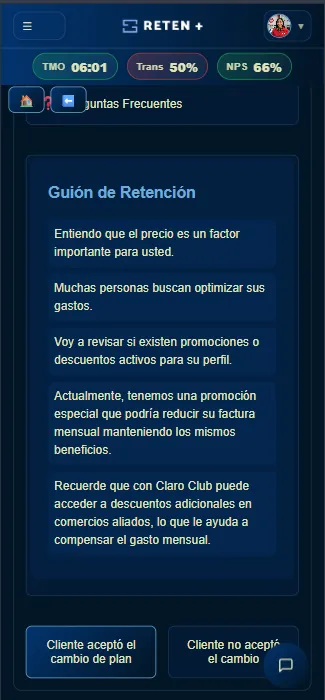 RETEN +
TMO 06:01
Trans 50%
NPS 66%
guntas Frecuentes
Guión de Retención
Entiendo que el precio es un factor
importante para usted.
Muchas personas buscan optimizar sus
gastos.
Voy a revisar si existen promociones o
descuentos activos para su perfil.
Actualmente, tenemos una promoción
especial que podría reducir su factura
mensual manteniendo los mismos
beneficios.
Recuerde que con Claro Club puede
acceder a descuentos adicionales en
comercios aliados, lo que le ayuda a
compensar el gasto mensual.
Cliente aceptó el
cambio de plan
Cliente no aceptó
el cambio